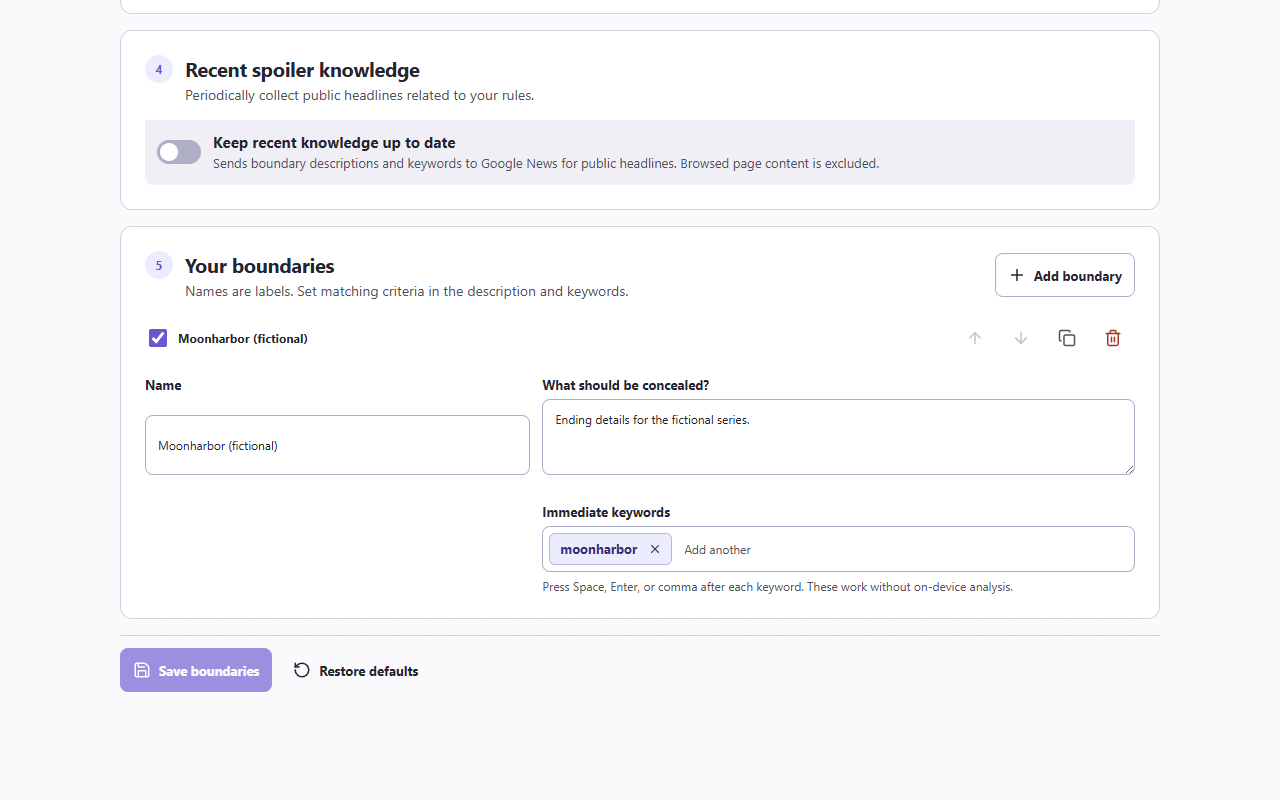 4
Recent spoiler knowledge
Periodically collect public headlines related to your rules.
Keep recent knowledge up to date
Sends boundary descriptions and keywords to Google News for public headlines. Browsed page content is excluded.
5
Your boundaries
Names are labels. Set matching criteria in the description and keywords.
Add boundary
Moonharbor (fictional)
Name
Moonharbor (fictional)
What should be concealed?
Ending details for the fictional series.
Immediate keywords
moonharbor
Add another
Press Space, Enter, or comma after each keyword. These work without on-device analysis.
Save boundaries
Restore defaults